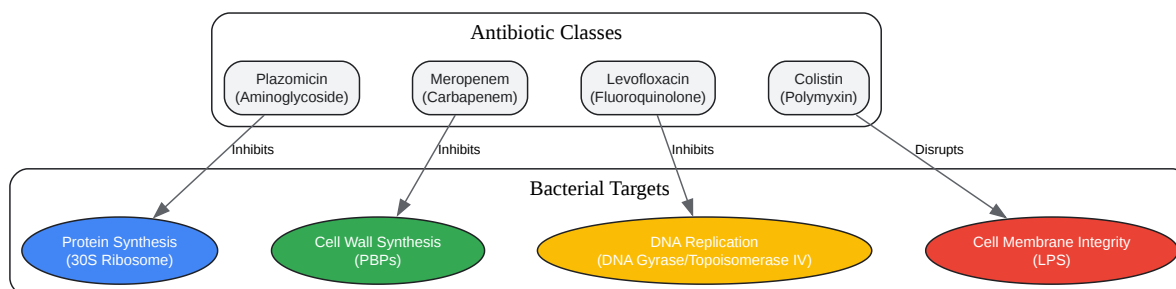 Antibiotic Classes
Plazomicin
(Aminoglycoside)
Meropenem
(Carbapenem)
Levofloxacin
(Fluoroquinolone)
Colistin
(Polymyxin)
Inhibits
Inhibits
Inhibits
Disrupts
Bacterial Targets
Protein Synthesis
(30S Ribosome)
Cell Wall Synthesis
(PBPs)
DNA Replication
(DNA Gyrase/Topoisomerase IV)
Cell Membrane Integrity
(LPS)